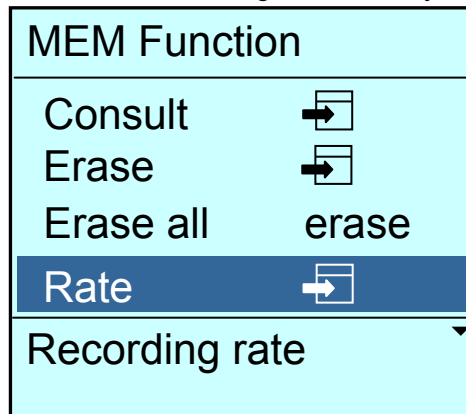 MEM Function
Consult
Erase
Erase all erase
Rate
Recording rate